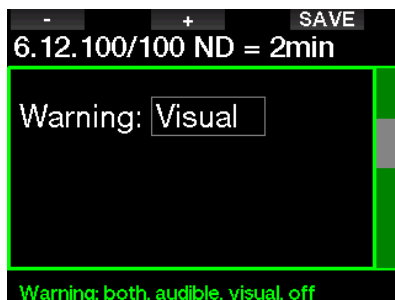 - + SAVE
6.12.100/100 ND = 2min
Warning: Visual
Warning: both, audible, visual, off